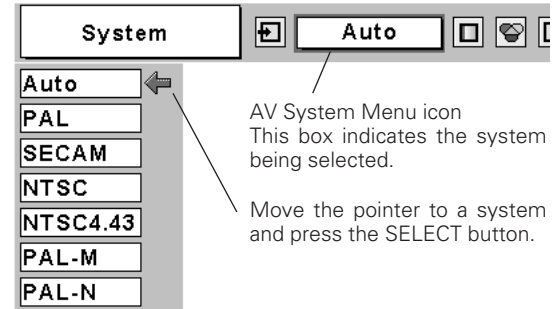 System
Auto
Auto
PAL
SECAM
NTSC
NTSC4.43
PAL-M
PAL-N
AV System Menu icon
This box indicates the system
being selected.
Move the pointer to a system
and press the SELECT button.